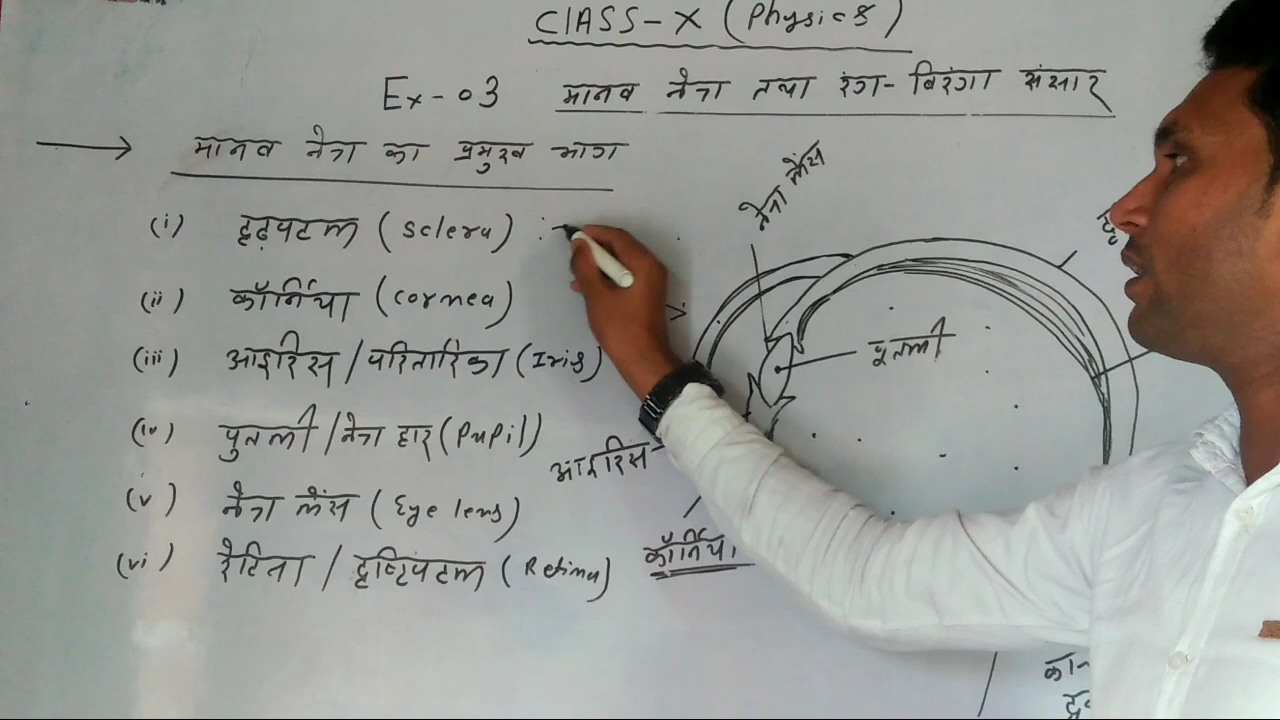 CLASS-X (Physics)
Ex-03 मानव नेत्र तथा रंग-बिरंगा संसार
मानव नेत्र का प्रमुख भाग
(i) दृढ़पटल (Sclera) :-
(ii) कॉर्निया (cornea)
(iii) आइरिस/परितारिका (Iris)
(iv) पुतली/नेत्र द्वार (Pupil)
(v) नेत्र लेंस (Eye lens)
(vi) रेटिना / दृष्टिपटल (Retina)
नेत्र लेंस
पुतली
आइरिस
कॉर्निया